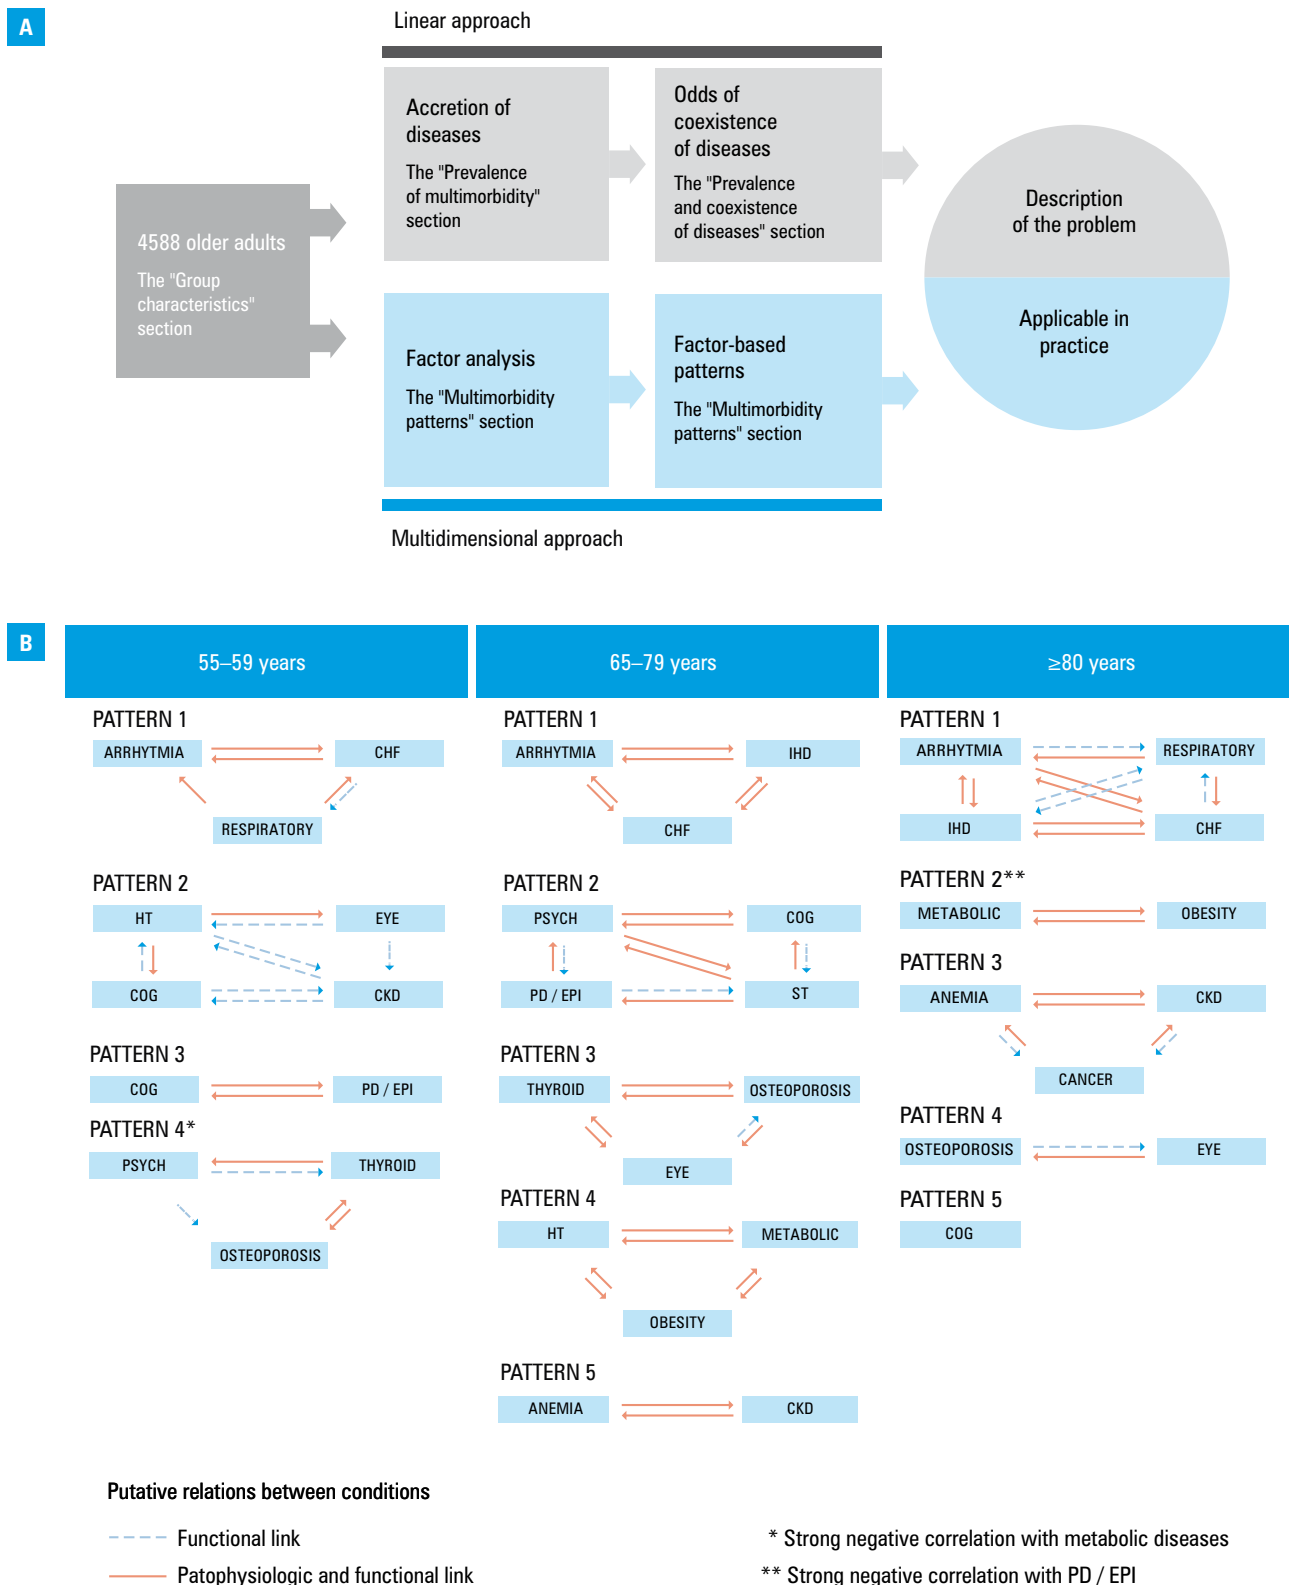 A
Linear approach
Accretion of
diseases
The "Prevalence
of multimorbidity"
section
Odds of
coexistence
of diseases
The "Prevalence
and coexistence
of diseases" section
4588 older adults
The "Group
characteristics"
section
Description
of the problem
Applicable in
practice
Factor analysis
The "Multimorbidity
patterns" section
Factor-based
patterns
The "Multimorbidity
patterns" section
Multidimensional approach
B
55–59 years
PATTERN 1
ARRHYTMIA
CHF
RESPIRATORY
PATTERN 2
HT
EYE
COG
CKD
PATTERN 3
COG
PD / EPI
PATTERN 4*
PSYCH
THYROID
OSTEOPOROSIS
65–79 years
PATTERN 1
ARRHYTMIA
IHD
CHF
PATTERN 2
PSYCH
COG
PD / EPI
ST
PATTERN 3
THYROID
OSTEOPOROSIS
EYE
PATTERN 4
HT
METABOLIC
OBESITY
PATTERN 5
ANEMIA
CKD
≥80 years
PATTERN 1
ARRHYTMIA
RESPIRATORY
IHD
CHF
PATTERN 2**
METABOLIC
OBESITY
PATTERN 3
ANEMIA
CKD
CANCER
PATTERN 4
OSTEOPOROSIS
EYE
PATTERN 5
COG
Putative relations between conditions
Functional link
Patophysiologic and functional link
* Strong negative correlation with metabolic diseases
** Strong negative correlation with PD / EPI